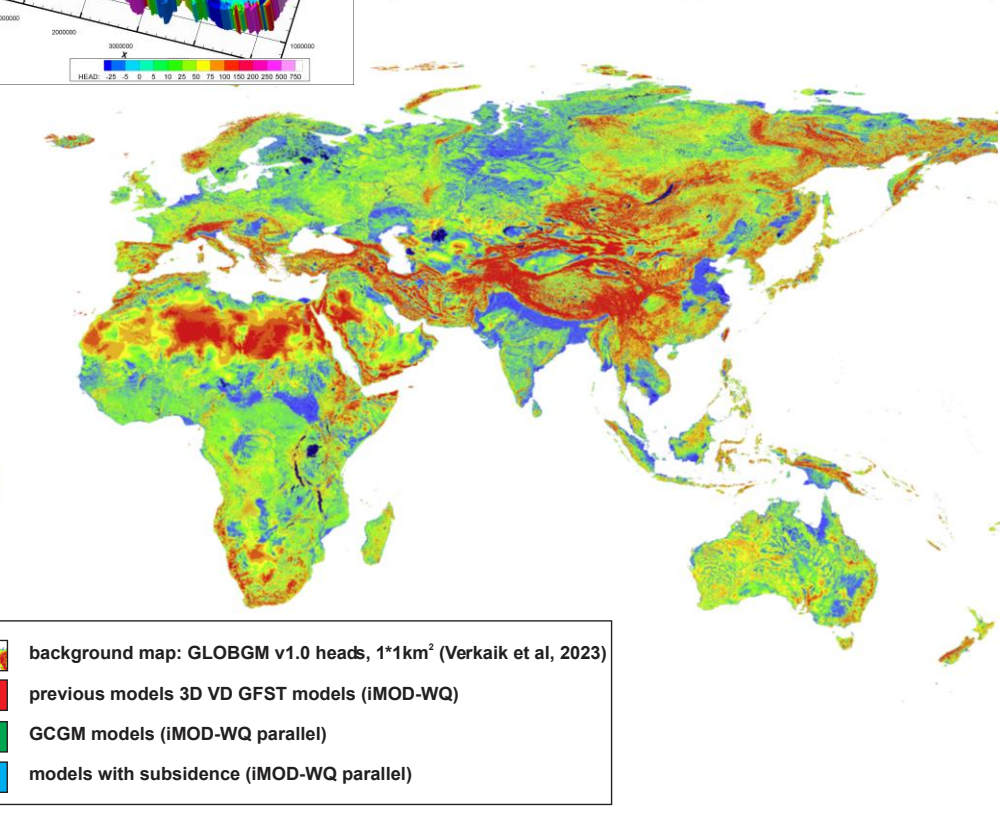 2000000
3000000
X
1000000
HEAD: -25 -5 0 5 10 25 50 75 100 150 200 250 500 750
background map: GLOBGM v1.0 heads, 1*1km² (Verkaik et al, 2023)
previous models 3D VD GFST models (iMOD-WQ)
GCGM models (iMOD-WQ parallel)
models with subsidence (iMOD-WQ parallel)